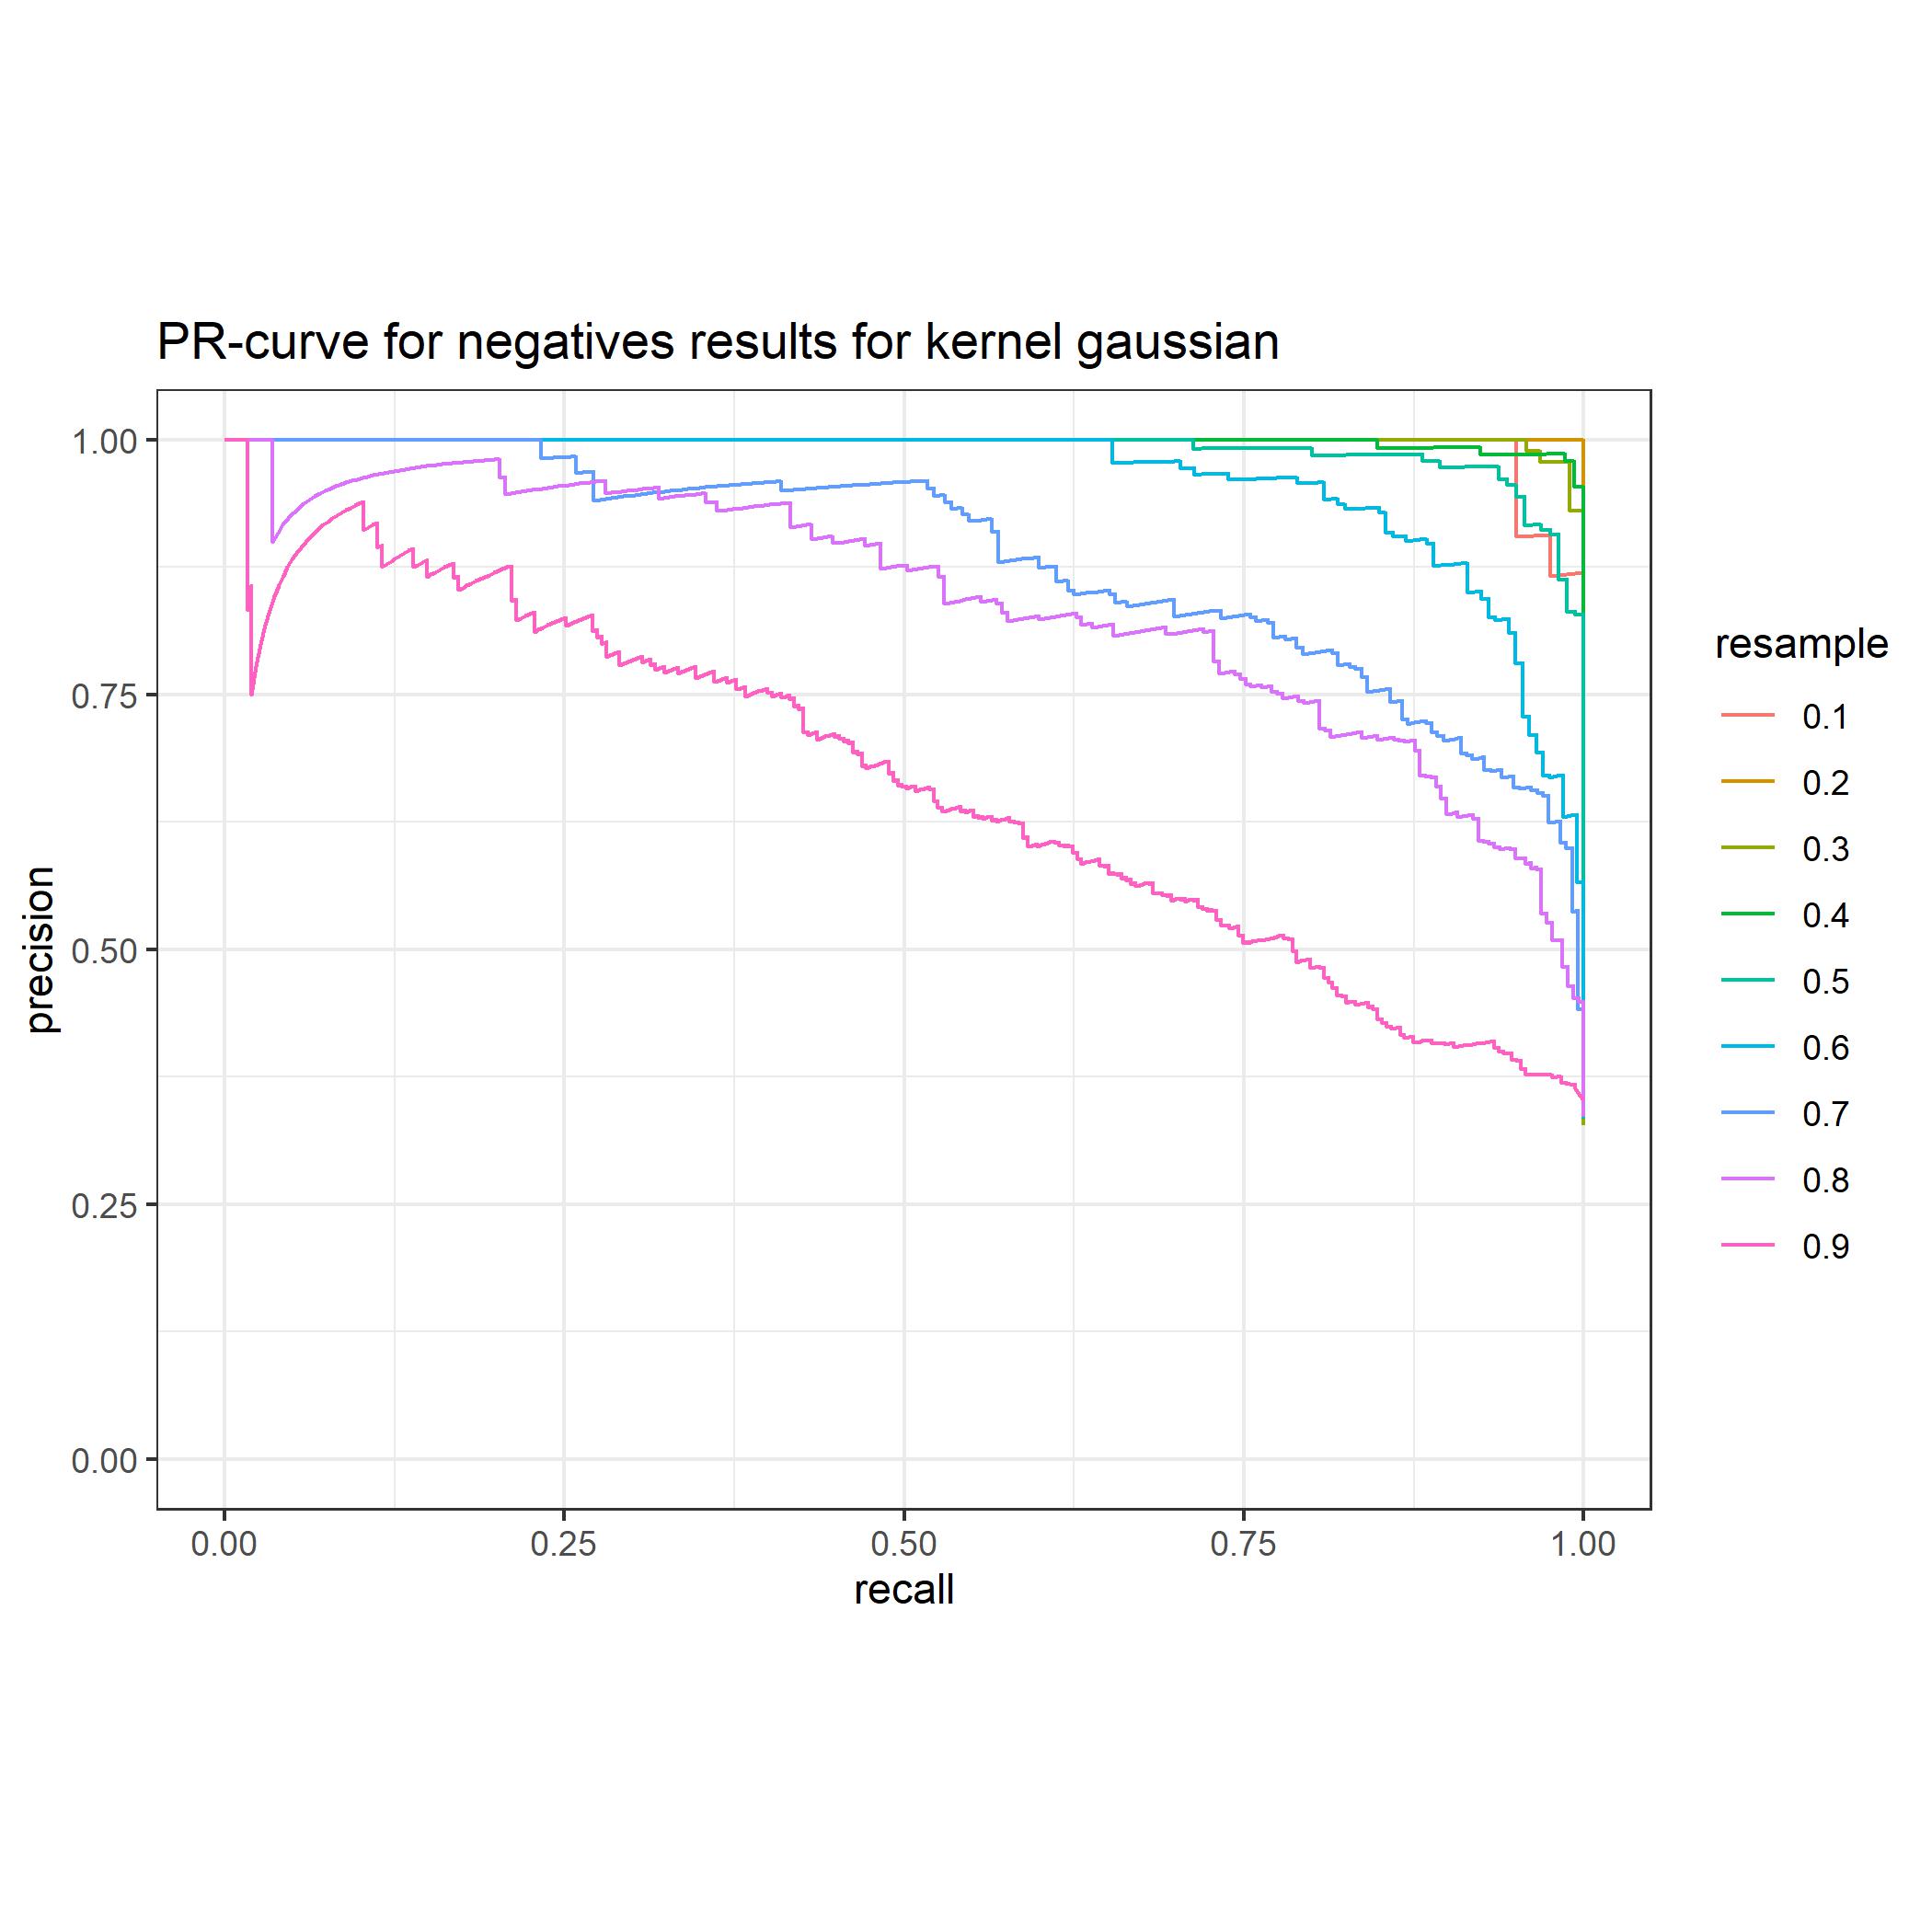 PR-curve for negatives results for kernel gaussian
1.00
0.75
0.50
0.25
0.00
precision
0.00 0.25 0.50 0.75 1.00
recall
resample
0.1
0.2
0.3
0.4
0.5
0.6
0.7
0.8
0.9